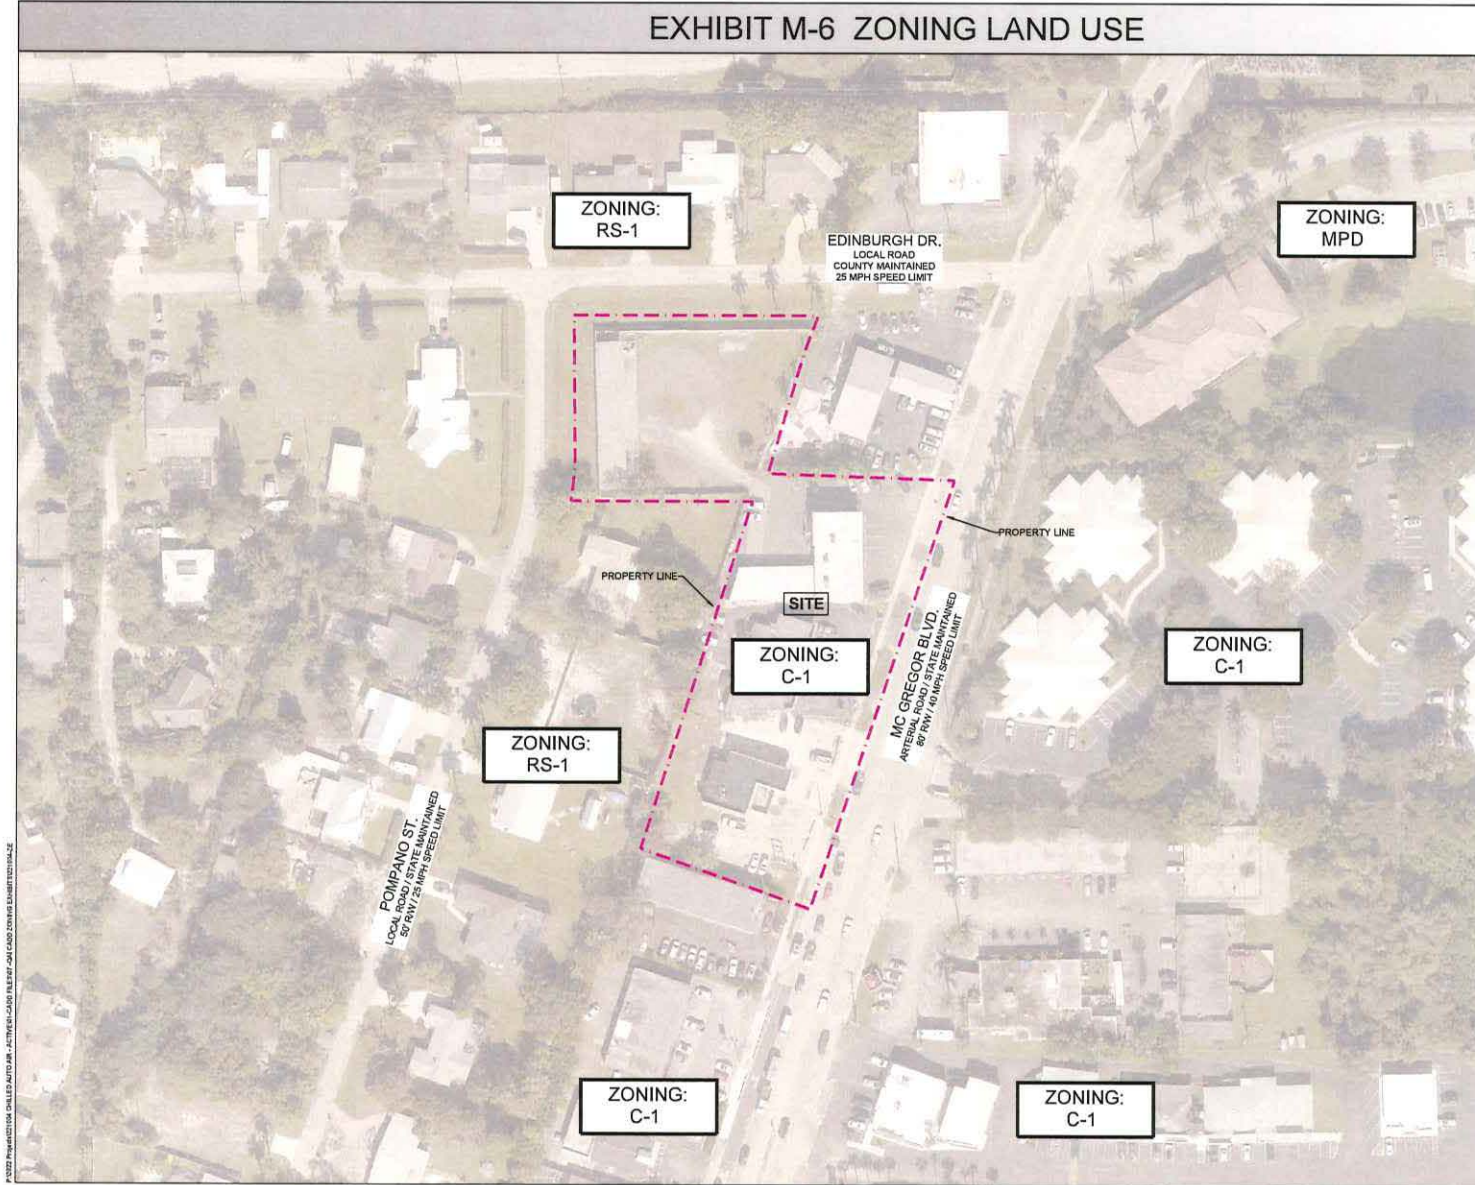 EXHIBIT M-6 ZONING LAND USE
ZONING:
RS-1
ZONING:
MPD
EDINBURGH DR.
LOCAL ROAD
COUNTY MAINTAINED
25 MPH SPEED LIMIT
PROPERTY LINE
PROPERTY LINE
SITE
ZONING:
C-1
MC GREGOR BLVD.
ARTERIAL ROAD / STATE MAINTAINED
80' R/W / 40 MPH SPEED LIMIT
ZONING:
C-1
ZONING:
RS-1
POMPANO ST.
LOCAL ROAD / STATE MAINTAINED
50' R/W / 25 MPH SPEED LIMIT
ZONING:
C-1
ZONING:
C-1